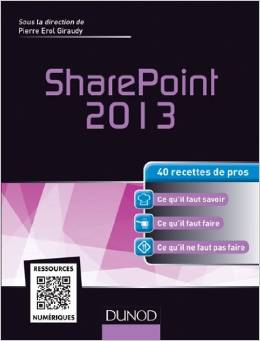 Sous la direction de
Pierre Erol Giraudy
SharePoint
2013
40 recettes de pros
Ce qu'il faut savoir
Ce qu'il faut faire
Ce qu'il ne faut pas faire
RESSOURCES
NUMÉRIQUES
DUNOD